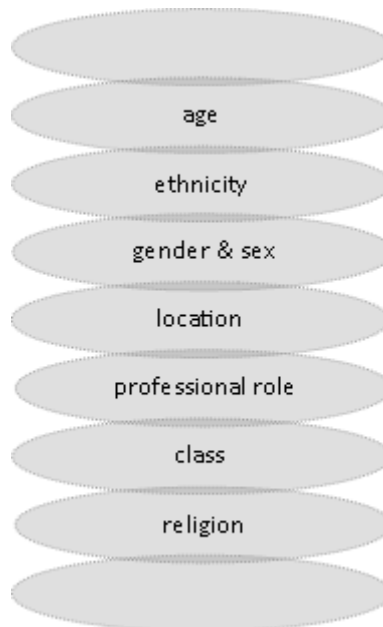 age
ethnicity
gender & sex
location
professional role
class
religion